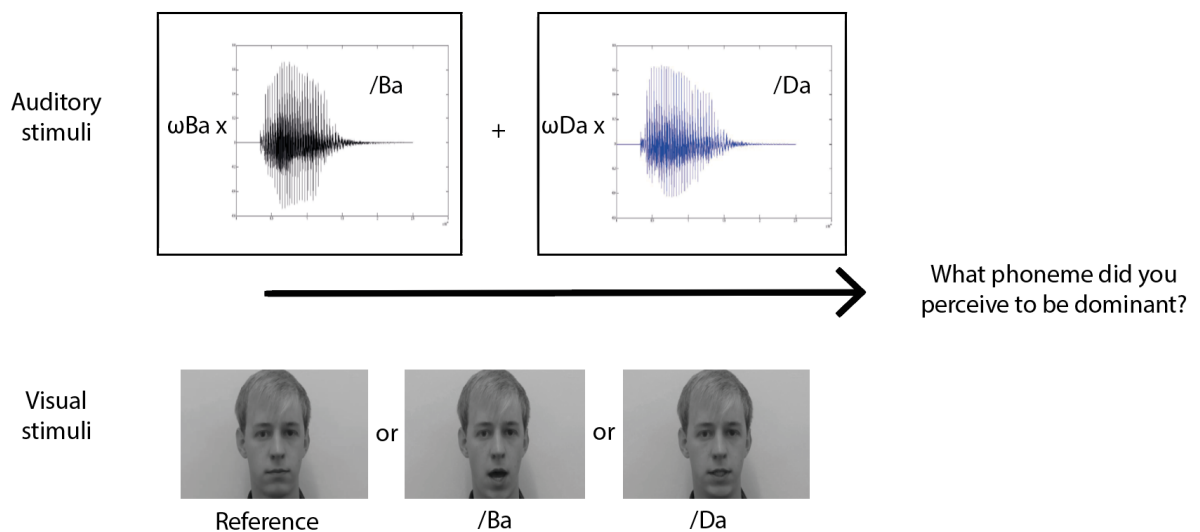 Auditory
stimuli
ωBa x
/Ba
+
ωDa x
/Da
What phoneme did you
perceive to be dominant?
Visual
stimuli
or
or
Reference
/Ba
/Da